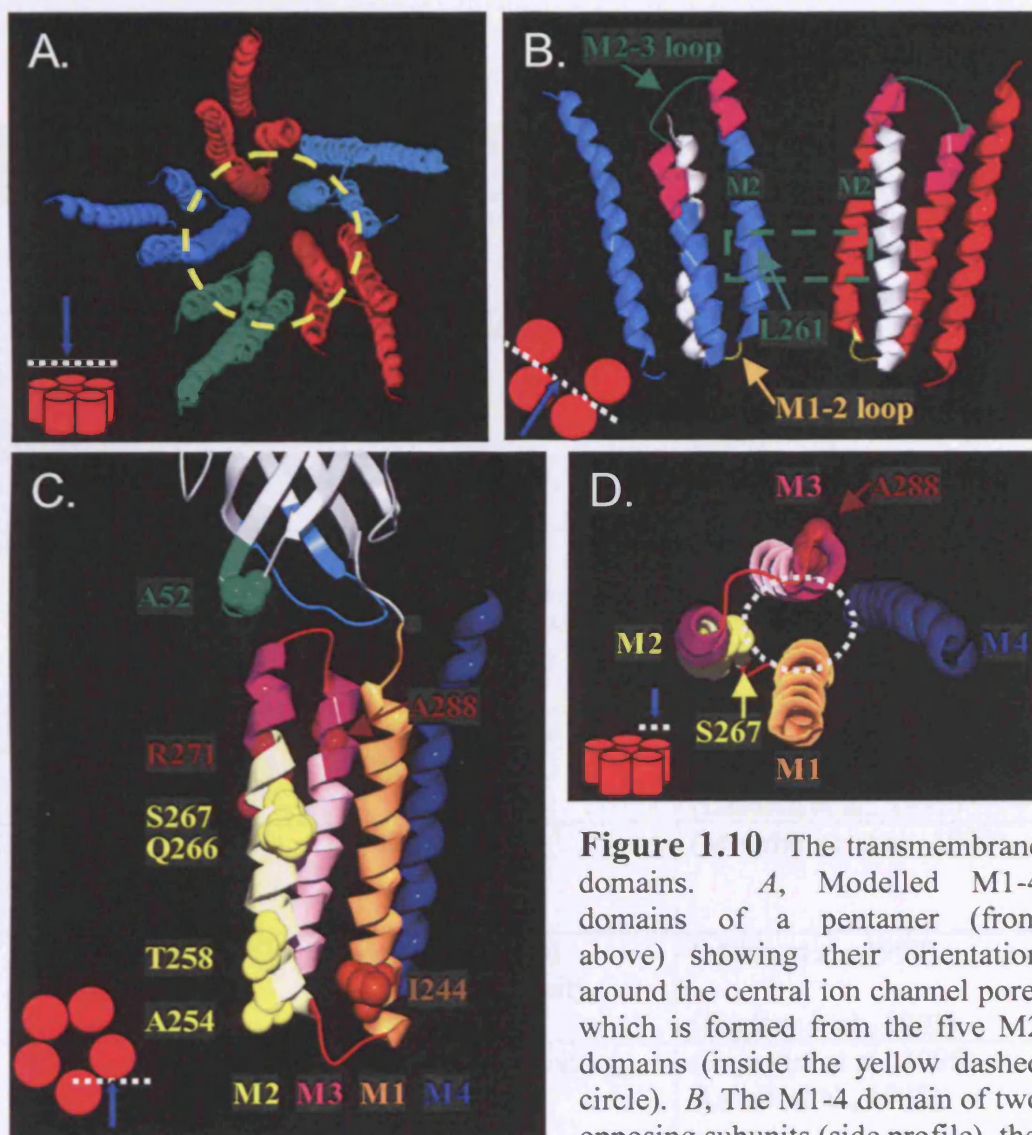 A.
B.
M2-3 loop
M2
M2
L261
M1-2 loop
C.
A52
A288
R271
S267
Q266
T258
A254
I244
M2 M3 M1 M4
D.
M3
A288
M2
M4
S267
M1
Figure 1.10 The transmembrane
domains. A, Modelled M1-4
domains of a pentamer (from
above) showing their orientation
around the central ion channel pore,
which is formed from the five M2
domains (inside the yellow dashed
circle). B, The M1-4 domain of two
opposing subunits (side profile), the